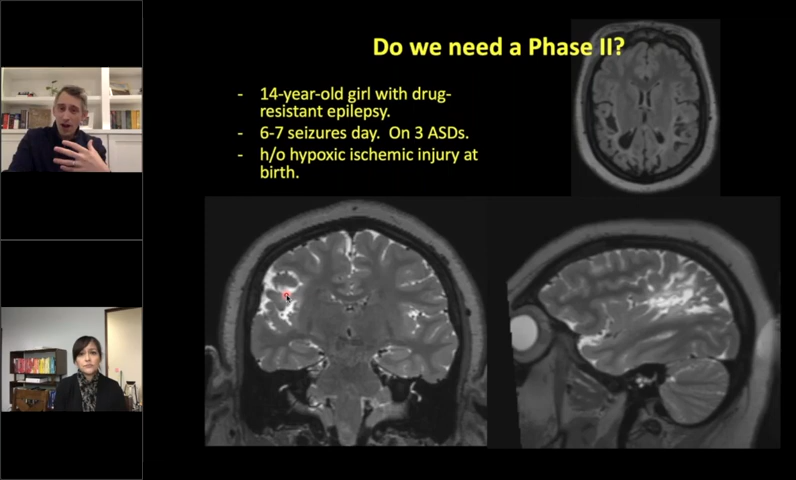 Do we need a Phase II?
- 14-year-old girl with drug-
resistant epilepsy.
- 6-7 seizures day. On 3 ASDs.
- h/o hypoxic ischemic injury at
birth.